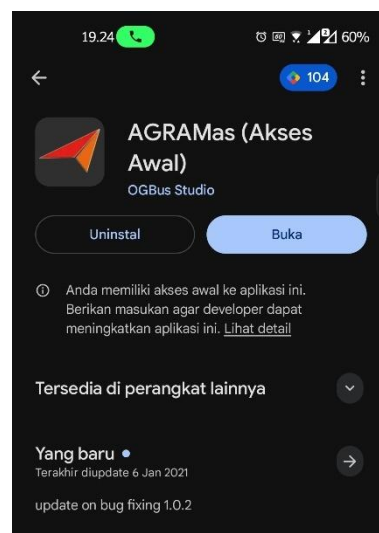 19.24 60%
104
AGRAMas (Akses
Awal)
OGBus Studio
Uninstal Buka
Anda memiliki akses awal ke aplikasi ini.
Berikan masukan agar developer dapat
meningkatkan aplikasi ini. Lihat detail
Tersedia di perangkat lainnya
Yang baru
Terakhir diupdate 6 Jan 2021
update on bug fixing 1.0.2